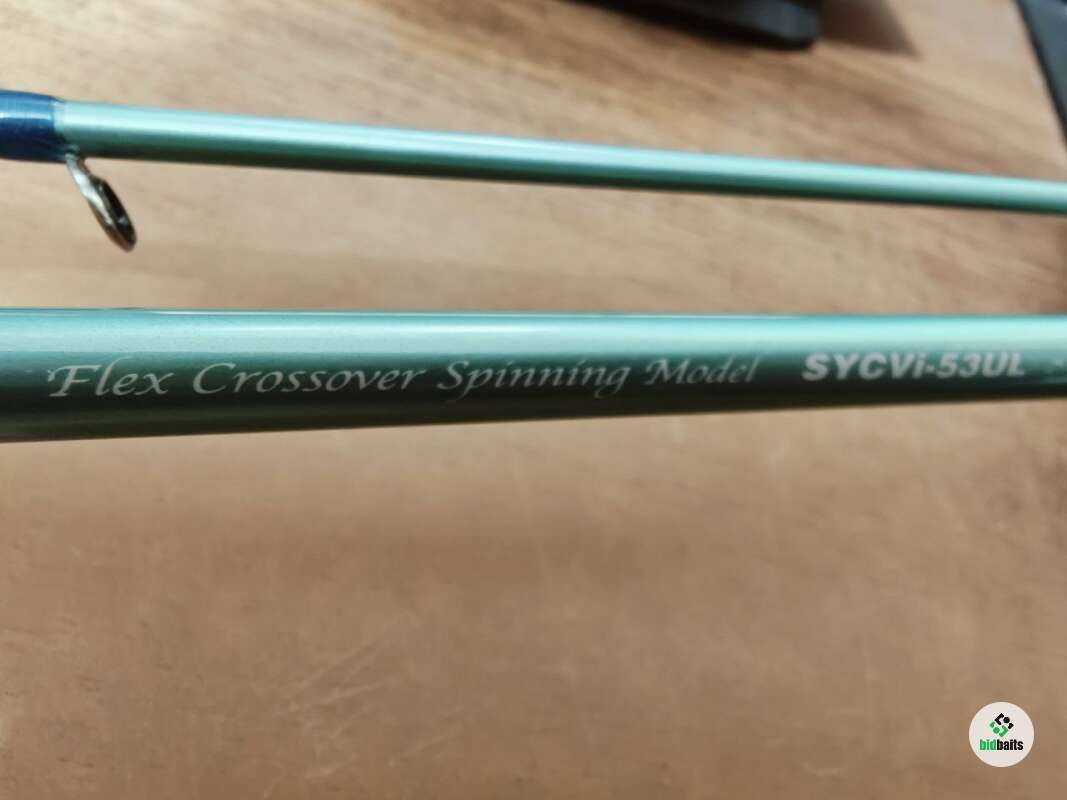 Flex Crossover Spinning Model SYCVi-53UL
bidbaits